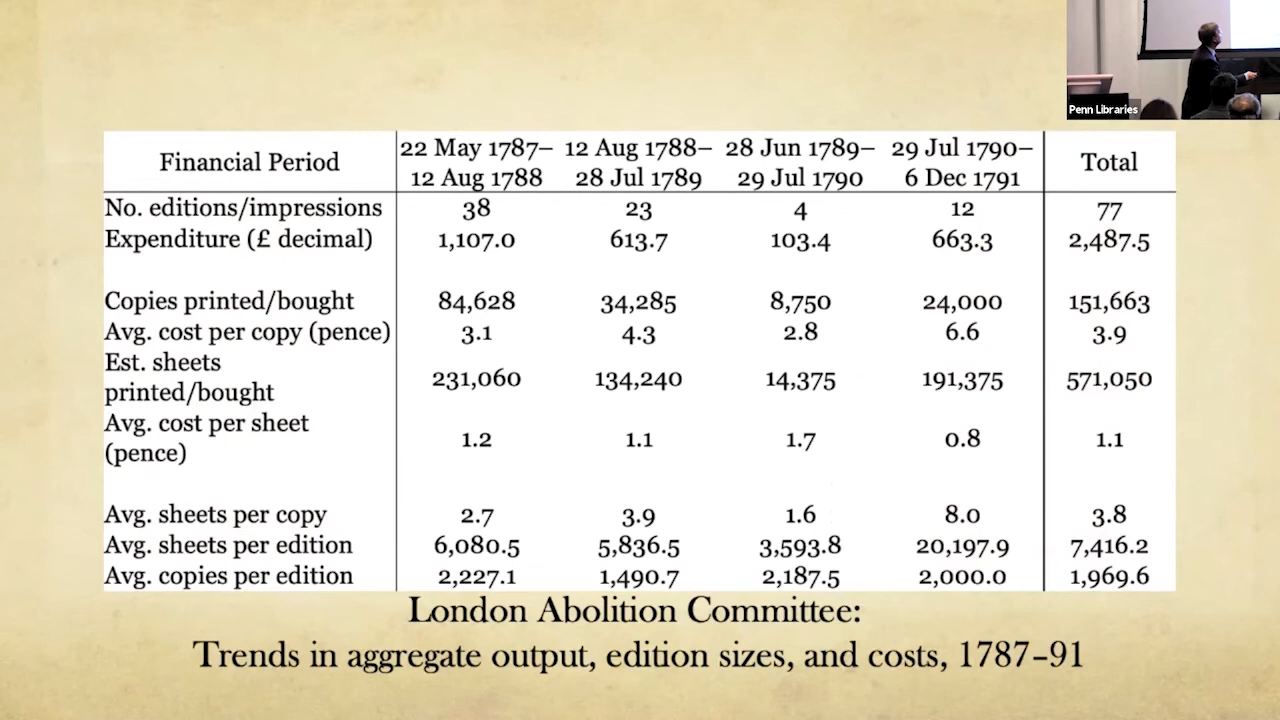 Penn Libraries
Financial Period
22 May 1787–
12 Aug 1788
12 Aug 1788–
28 Jul 1789
28 Jun 1789–
29 Jul 1790
29 Jul 1790–
6 Dec 1791
Total
No. editions/impressions 38 23 4 12 77
Expenditure (£ decimal) 1,107.0 613.7 103.4 663.3 2,487.5
Copies printed/bought 84,628 34,285 8,750 24,000 151,663
Avg. cost per copy (pence) 3.1 4.3 2.8 6.6 3.9
Est. sheets
printed/bought 231,060 134,240 14,375 191,375 571,050
Avg. cost per sheet
(pence) 1.2 1.1 1.7 0.8 1.1
Avg. sheets per copy 2.7 3.9 1.6 8.0 3.8
Avg. sheets per edition 6,080.5 5,836.5 3,593.8 20,197.9 7,416.2
Avg. copies per edition 2,227.1 1,490.7 2,187.5 2,000.0 1,969.6
London Abolition Committee:
Trends in aggregate output, edition sizes, and costs, 1787–91